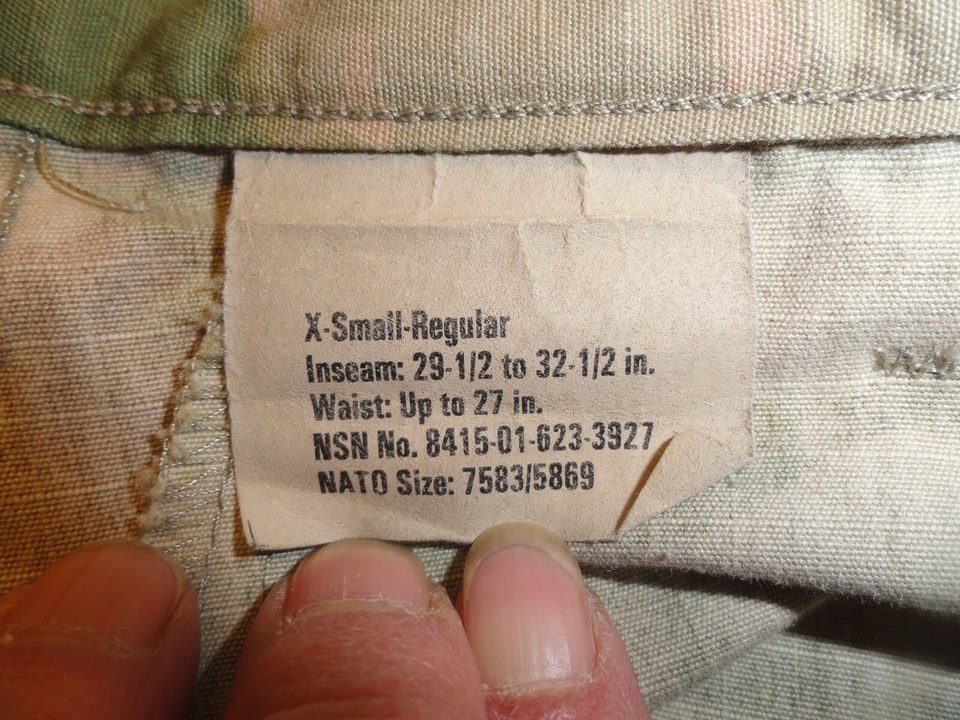 X-Small-Regular
Inseam: 29-1/2 to 32-1/2 in.
Waist: Up to 27 in.
NSN No. 8415-01-623-3927
NATO Size: 7583/5869